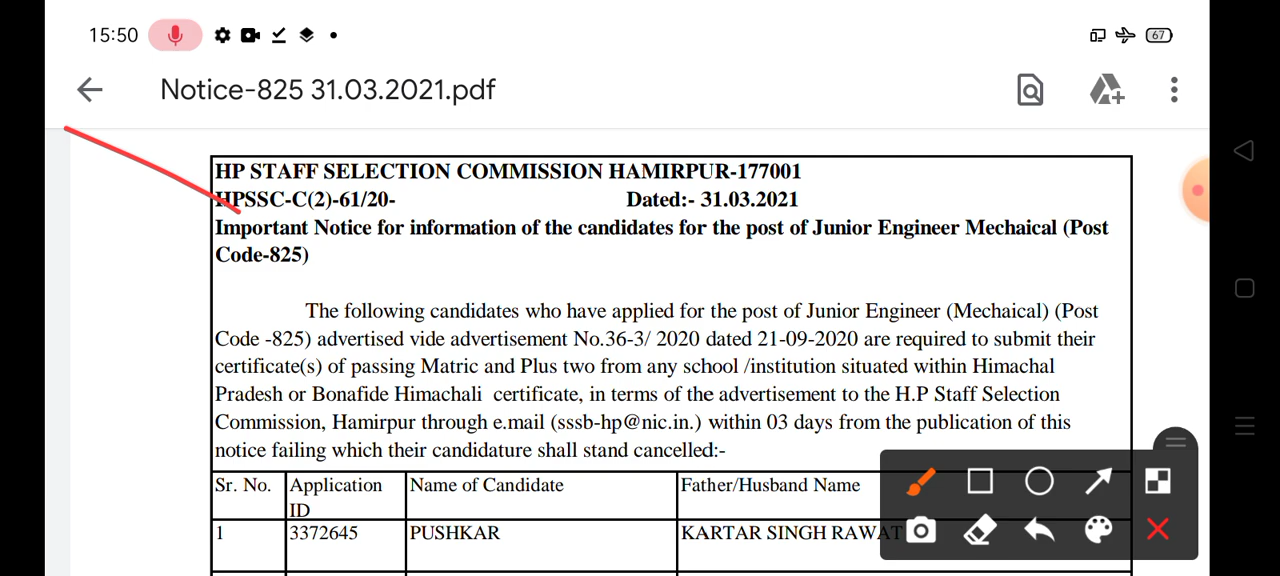 15:50
67
Notice-825 31.03.2021.pdf
HP STAFF SELECTION COMMISSION HAMIRPUR-177001
HPSSC-C(2)-61/20- Dated:- 31.03.2021
Important Notice for information of the candidates for the post of Junior Engineer Mechaical (Post
Code-825)
The following candidates who have applied for the post of Junior Engineer (Mechaical) (Post
Code -825) advertised vide advertisement No.36-3/ 2020 dated 21-09-2020 are required to submit their
certificate(s) of passing Matric and Plus two from any school /institution situated within Himachal
Pradesh or Bonafide Himachali certificate, in terms of the advertisement to the H.P Staff Selection
Commission, Hamirpur through e.mail (sssb-hp@nic.in.) within 03 days from the publication of this
notice failing which their candidature shall stand cancelled:-
Sr. No. Application ID Name of Candidate Father/Husband Name
1 3372645 PUSHKAR KARTAR SINGH RAWAT